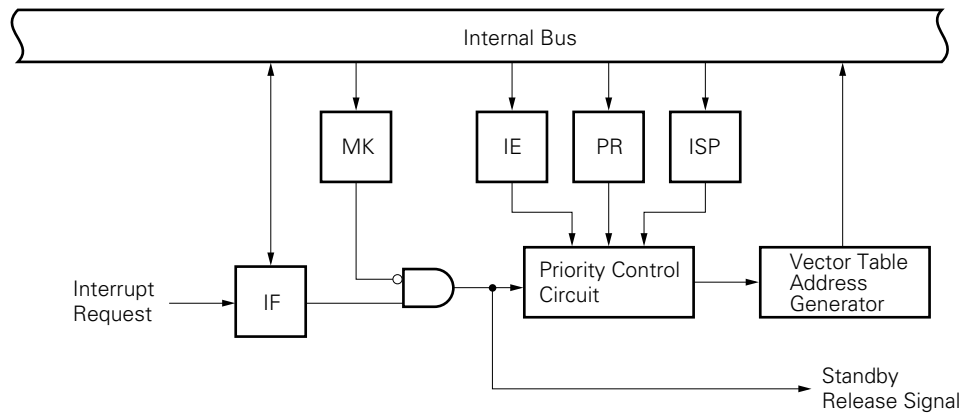 Internal Bus
MK
IE
PR
ISP
Interrupt
Request
IF
Priority Control
Circuit
Vector Table
Address
Generator
Standby
Release Signal